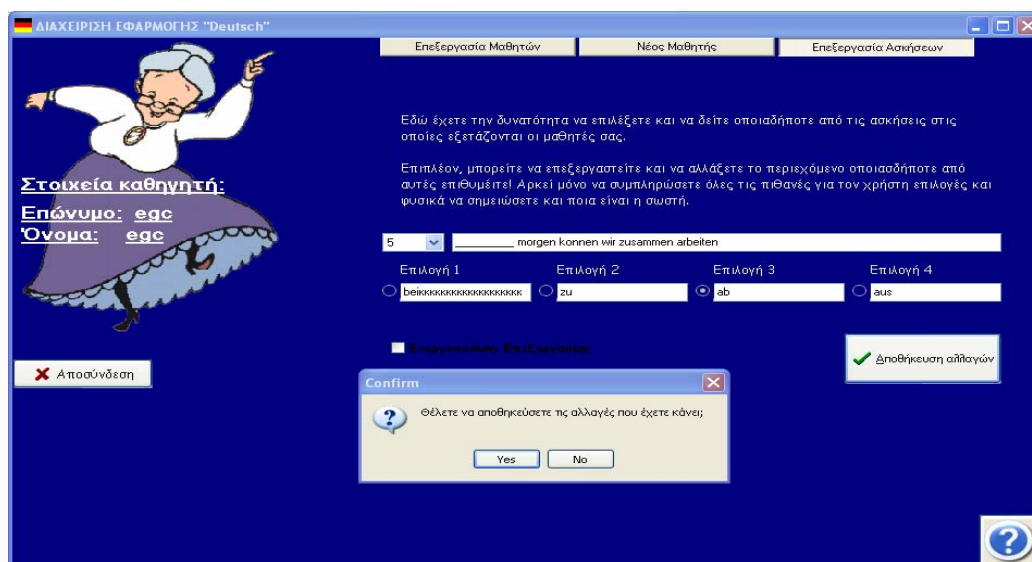 ΔΙΑΧΕΙΡΙΣΗ ΕΦΑΡΜΟΓΗΣ "Deutsch"
Επεξεργασία Μαθητών
Νέος Μαθητής
Επεξεργασία Ασκήσεων
Εδώ έχετε την δυνατότητα να επιλέξετε και να δείτε οποιαδήποτε από τις ασκήσεις στις
οποίες εξετάζονται οι μαθητές σας.
Επιπλέον, μπορείτε να επεξεργαστείτε και να αλλάξετε το περιεχόμενο οποιασδήποτε από
αυτές επιθυμέιτε! Αρκεί μόνο να συμπληρώσετε όλες τις πιθανές για τον χρήστη επιλογές και
φυσικά να σημειώσετε και ποια είναι η σωστή.
Στοιχεία καθηγητή:
Επώνυμο: egc
Όνομα: egc
5 _________ morgen konnen wir zusammen arbeiten
Επιλογή 1
Επιλογή 2
Επιλογή 3
Επιλογή 4
zu
ab
aus
Ενεργοποίηση Επεξεργασίας
Αποθήκευση αλλαγών
Αποσύνδεση
Confirm
Θέλετε να αποθηκεύσετε τις αλλαγές που έχετε κάνει;
Yes
No